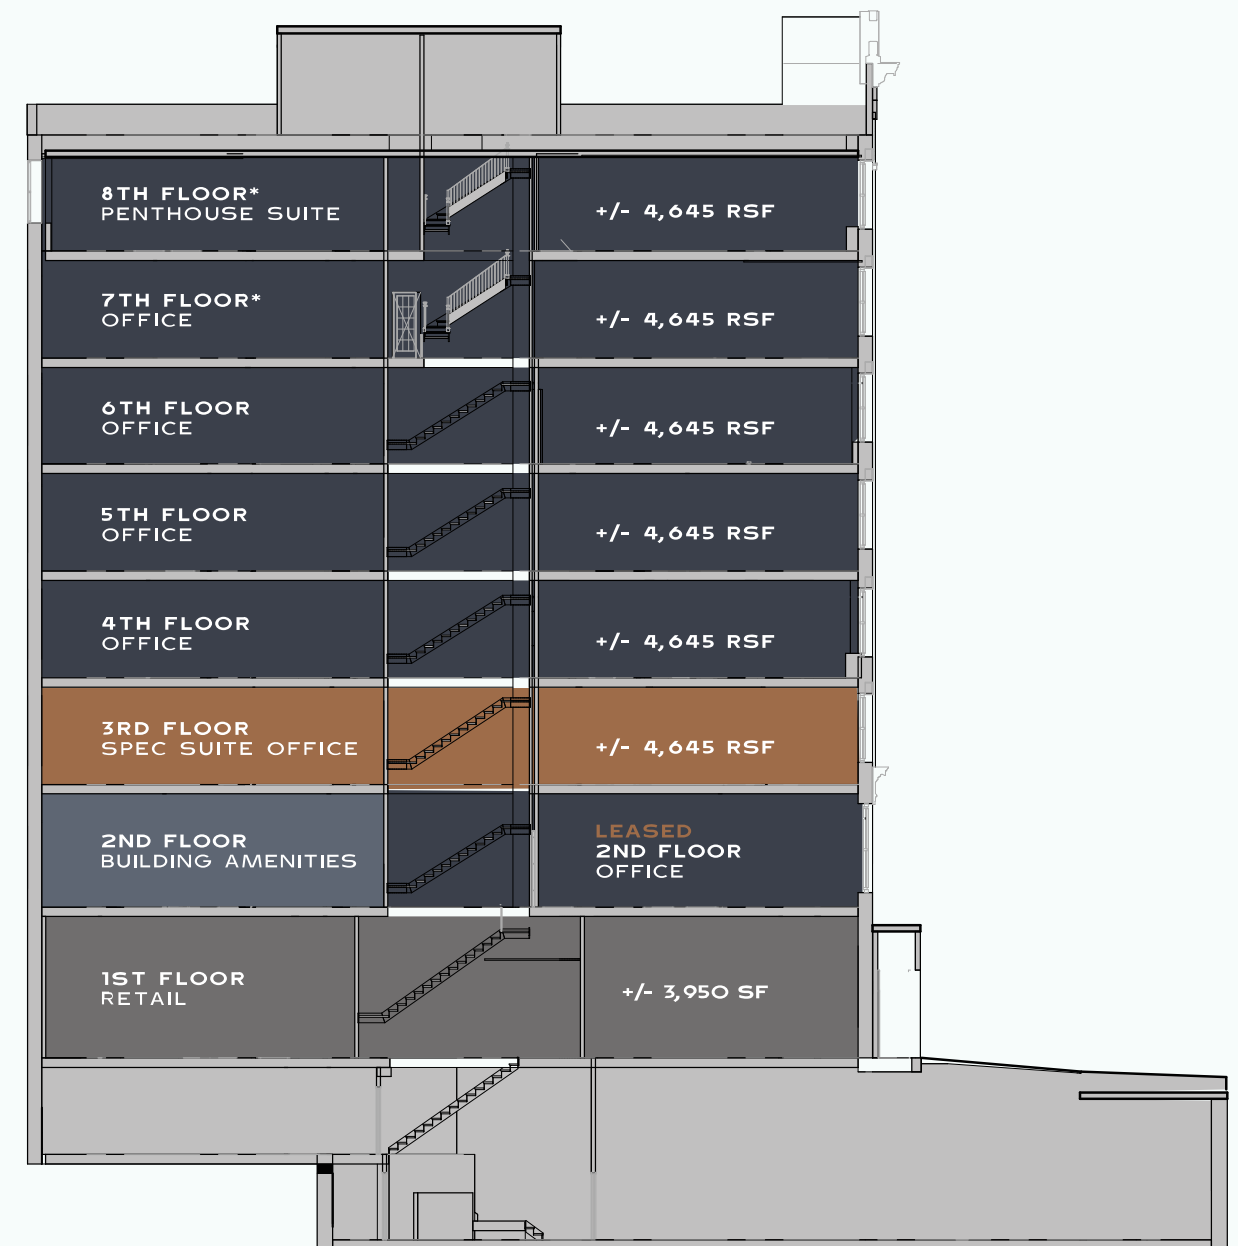 8TH FLOOR*
PENTHOUSE SUITE
+/- 4,645 RSF
7TH FLOOR*
OFFICE
+/- 4,645 RSF
6TH FLOOR
OFFICE
+/- 4,645 RSF
5TH FLOOR
OFFICE
+/- 4,645 RSF
4TH FLOOR
OFFICE
+/- 4,645 RSF
3RD FLOOR
SPEC SUITE OFFICE
+/- 4,645 RSF
2ND FLOOR
BUILDING AMENITIES
LEASED
2ND FLOOR
OFFICE
1ST FLOOR
RETAIL
+/- 3,950 SF